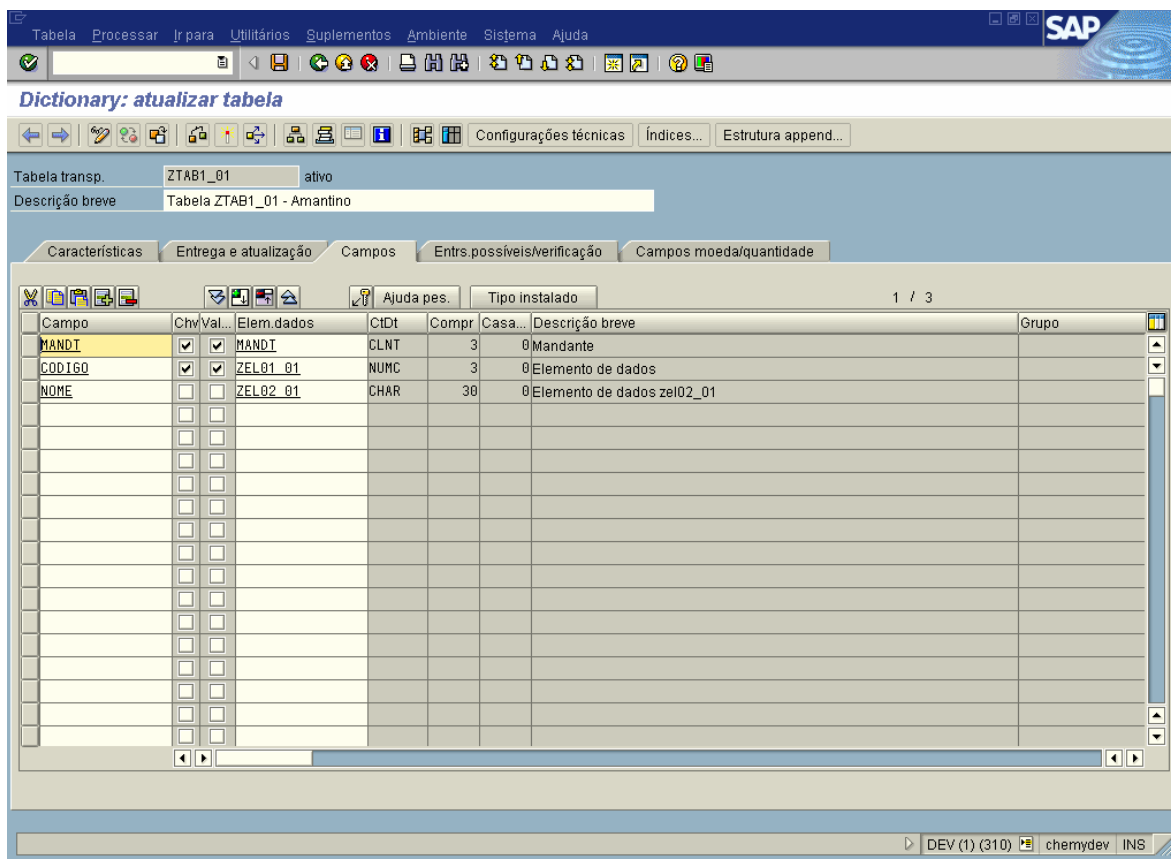 Tabela Processar Ir para Utilitários Suplementos Ambiente Sistema Ajuda
SAP
Dictionary: atualizar tabela
Configurações técnicas Índices... Estrutura append...
Tabela transp. ZTAB1_01 ativo
Descrição breve Tabela ZTAB1_01 - Amantino
Características Entrega e atualização Campos Entrs.possíveis/verificação Campos moeda/quantidade
Ajuda pes. Tipo instalado 1 / 3
Campo Chv Val... Elem.dados CtDt Compr Casa... Descrição breve Grupo
MANDT MANDT CLNT 3 0 Mandante
CODIGO ZEL01_01 NUMC 3 0 Elemento de dados
NOME ZEL02_01 CHAR 30 0 Elemento de dados zel02_01
DEV (1) (310) chemydev INS